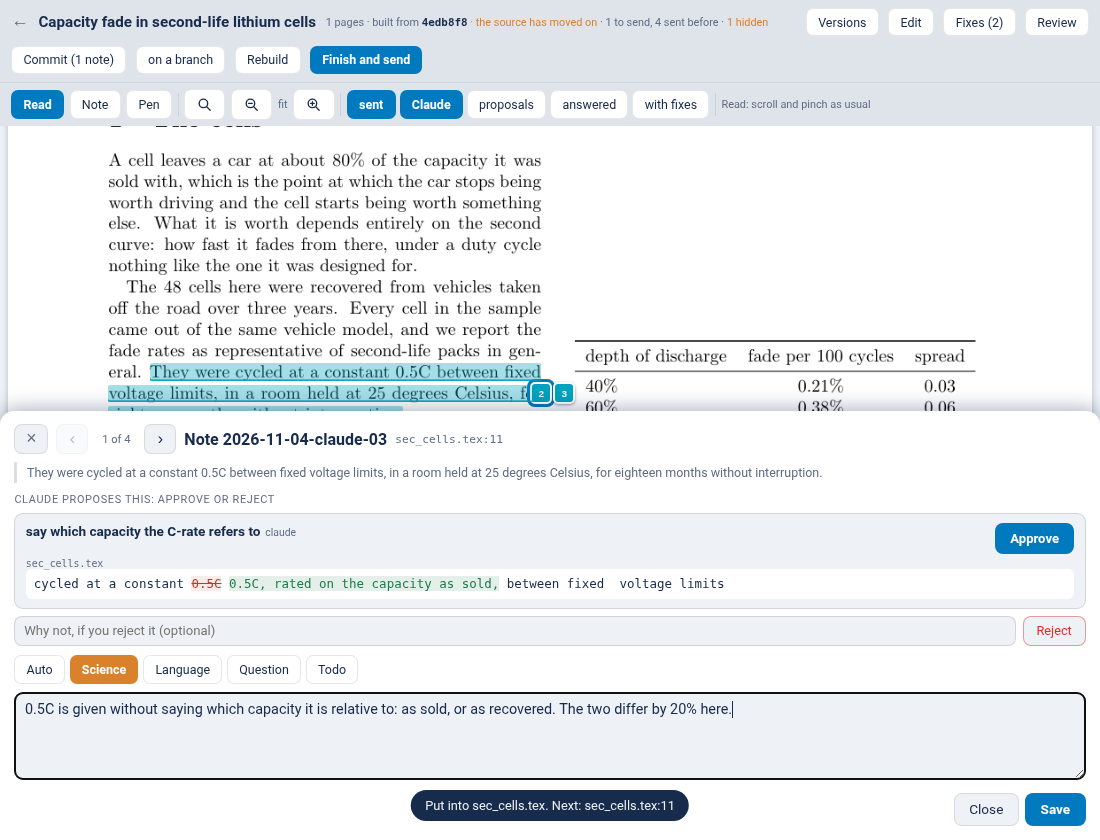 ← Capacity fade in second-life lithium cells 1 pages · built from 4edb8f8 · the source has moved on · 1 to send, 4 sent before · 1 hidden Versions Edit Fixes (2) Review
Commit (1 note) on a branch Rebuild Finish and send
Read Note Pen fit sent Claude proposals answered with fixes Read: scroll and pinch as usual
A cell leaves a car at about 80% of the capacity it was
sold with, which is the point at which the car stops being
worth driving and the cell starts being worth something
else. What it is worth depends entirely on the second
curve: how fast it fades from there, under a duty cycle
nothing like the one it was designed for.
The 48 cells here were recovered from vehicles taken
off the road over three years. Every cell in the sample
came out of the same vehicle model, and we report the
fade rates as representative of second-life packs in gen-
eral. They were cycled at a constant 0.5C between fixed
voltage limits, in a room held at 25 degrees Celsius, 2 3
depth of discharge fade per 100 cycles spread
40% 0.21% 0.03
60% 0.38% 0.06
× ‹ 1 of 4 › Note 2026-11-04-claude-03 sec_cells.tex:11
They were cycled at a constant 0.5C between fixed voltage limits, in a room held at 25 degrees Celsius, for eighteen months without interruption.
CLAUDE PROPOSES THIS: APPROVE OR REJECT
say which capacity the C-rate refers to claude Approve
sec_cells.tex
cycled at a constant 0.5C 0.5C, rated on the capacity as sold, between fixed voltage limits
Why not, if you reject it (optional) Reject
Auto Science Language Question Todo
0.5C is given without saying which capacity it is relative to: as sold, or as recovered. The two differ by 20% here.
Put into sec_cells.tex. Next: sec_cells.tex:11 Close Save